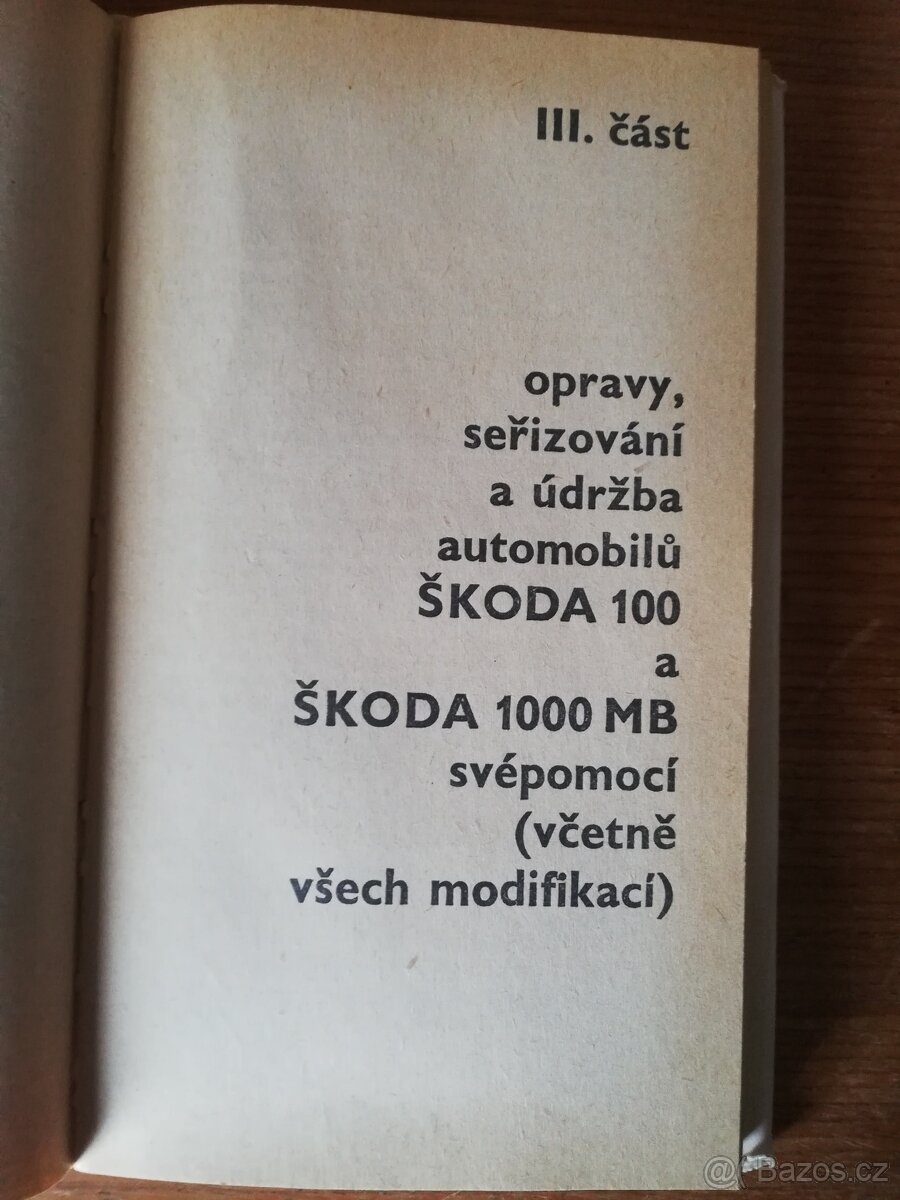 III. část
opravy,
seřizování
a údržba
automobilů
ŠKODA 100
a
ŠKODA 1000 MB
svépomocí
(včetně
všech modifikací)
@ Bazos.cz